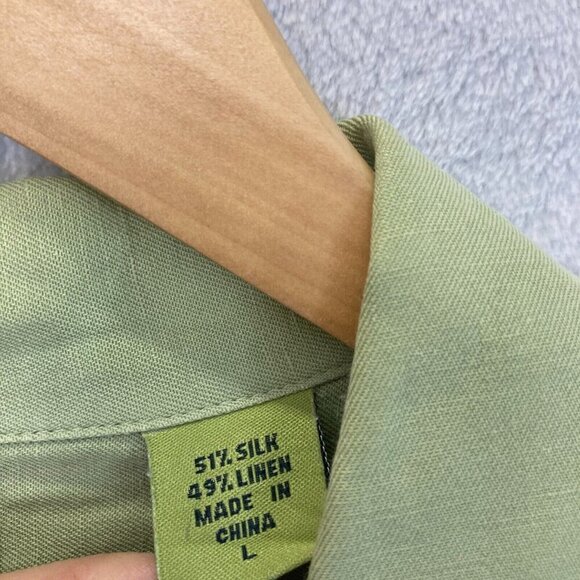 51% SILK
49% LINEN
MADE IN
CHINA
L